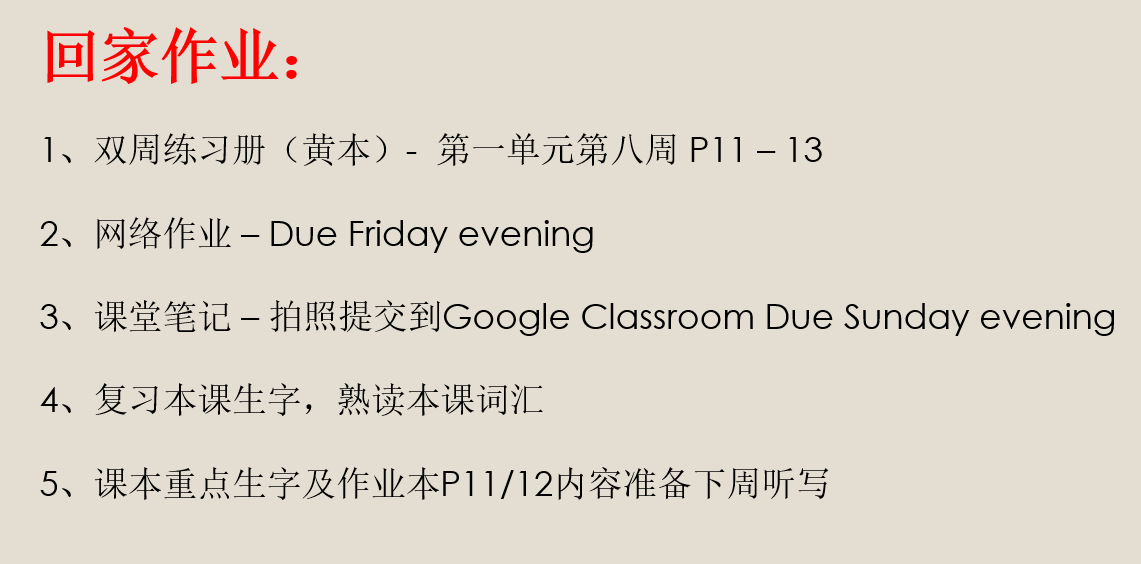 回家作业：
1、双周练习册（黄本）- 第一单元第八周 P11 – 13
2、网络作业 – Due Friday evening
3、课堂笔记 – 拍照提交到Google Classroom Due Sunday evening
4、复习本课生字，熟读本课词汇
5、课本重点生字及作业本P11/12内容准备下周听写